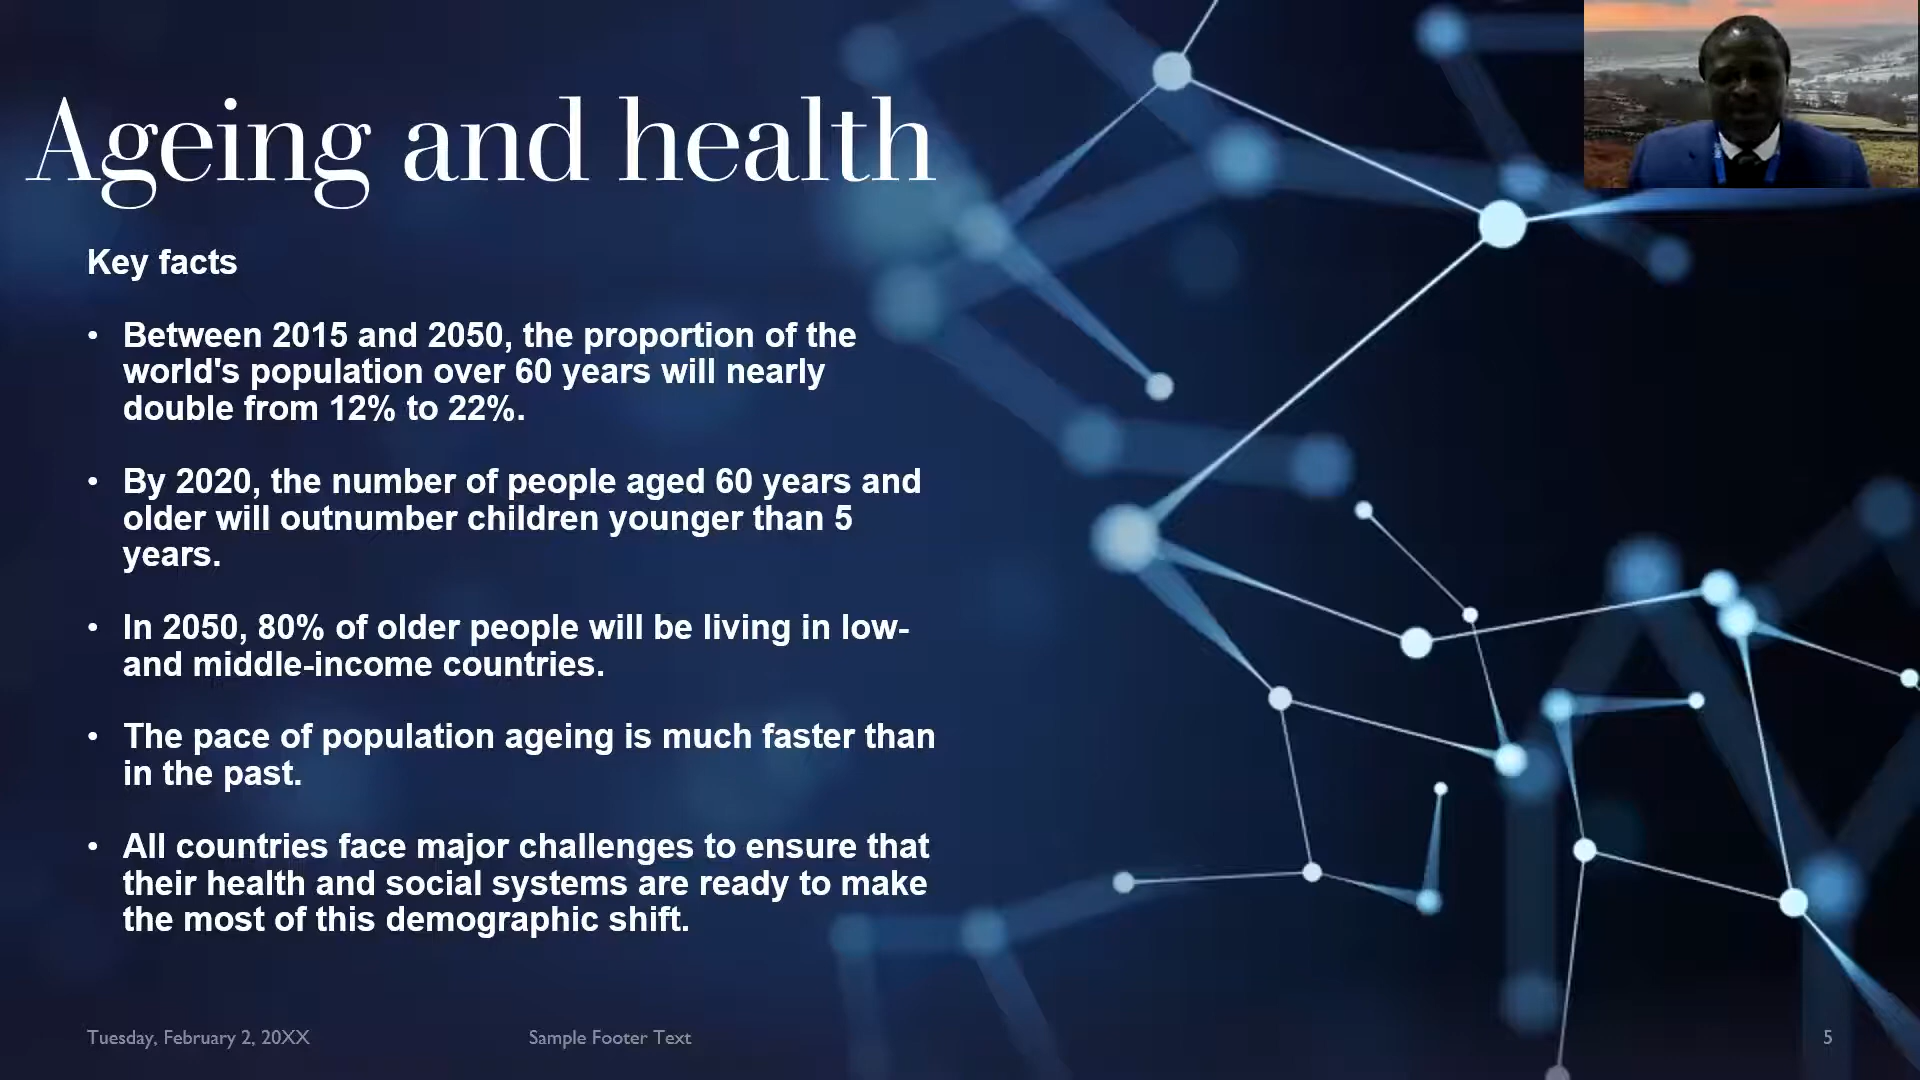 Ageing and health
Key facts
• Between 2015 and 2050, the proportion of the
world's population over 60 years will nearly
double from 12% to 22%.
• By 2020, the number of people aged 60 years and
older will outnumber children younger than 5
years.
• In 2050, 80% of older people will be living in low-
and middle-income countries.
• The pace of population ageing is much faster than
in the past.
• All countries face major challenges to ensure that
their health and social systems are ready to make
the most of this demographic shift.
Tuesday, February 2, 20XX
Sample Footer Text
5